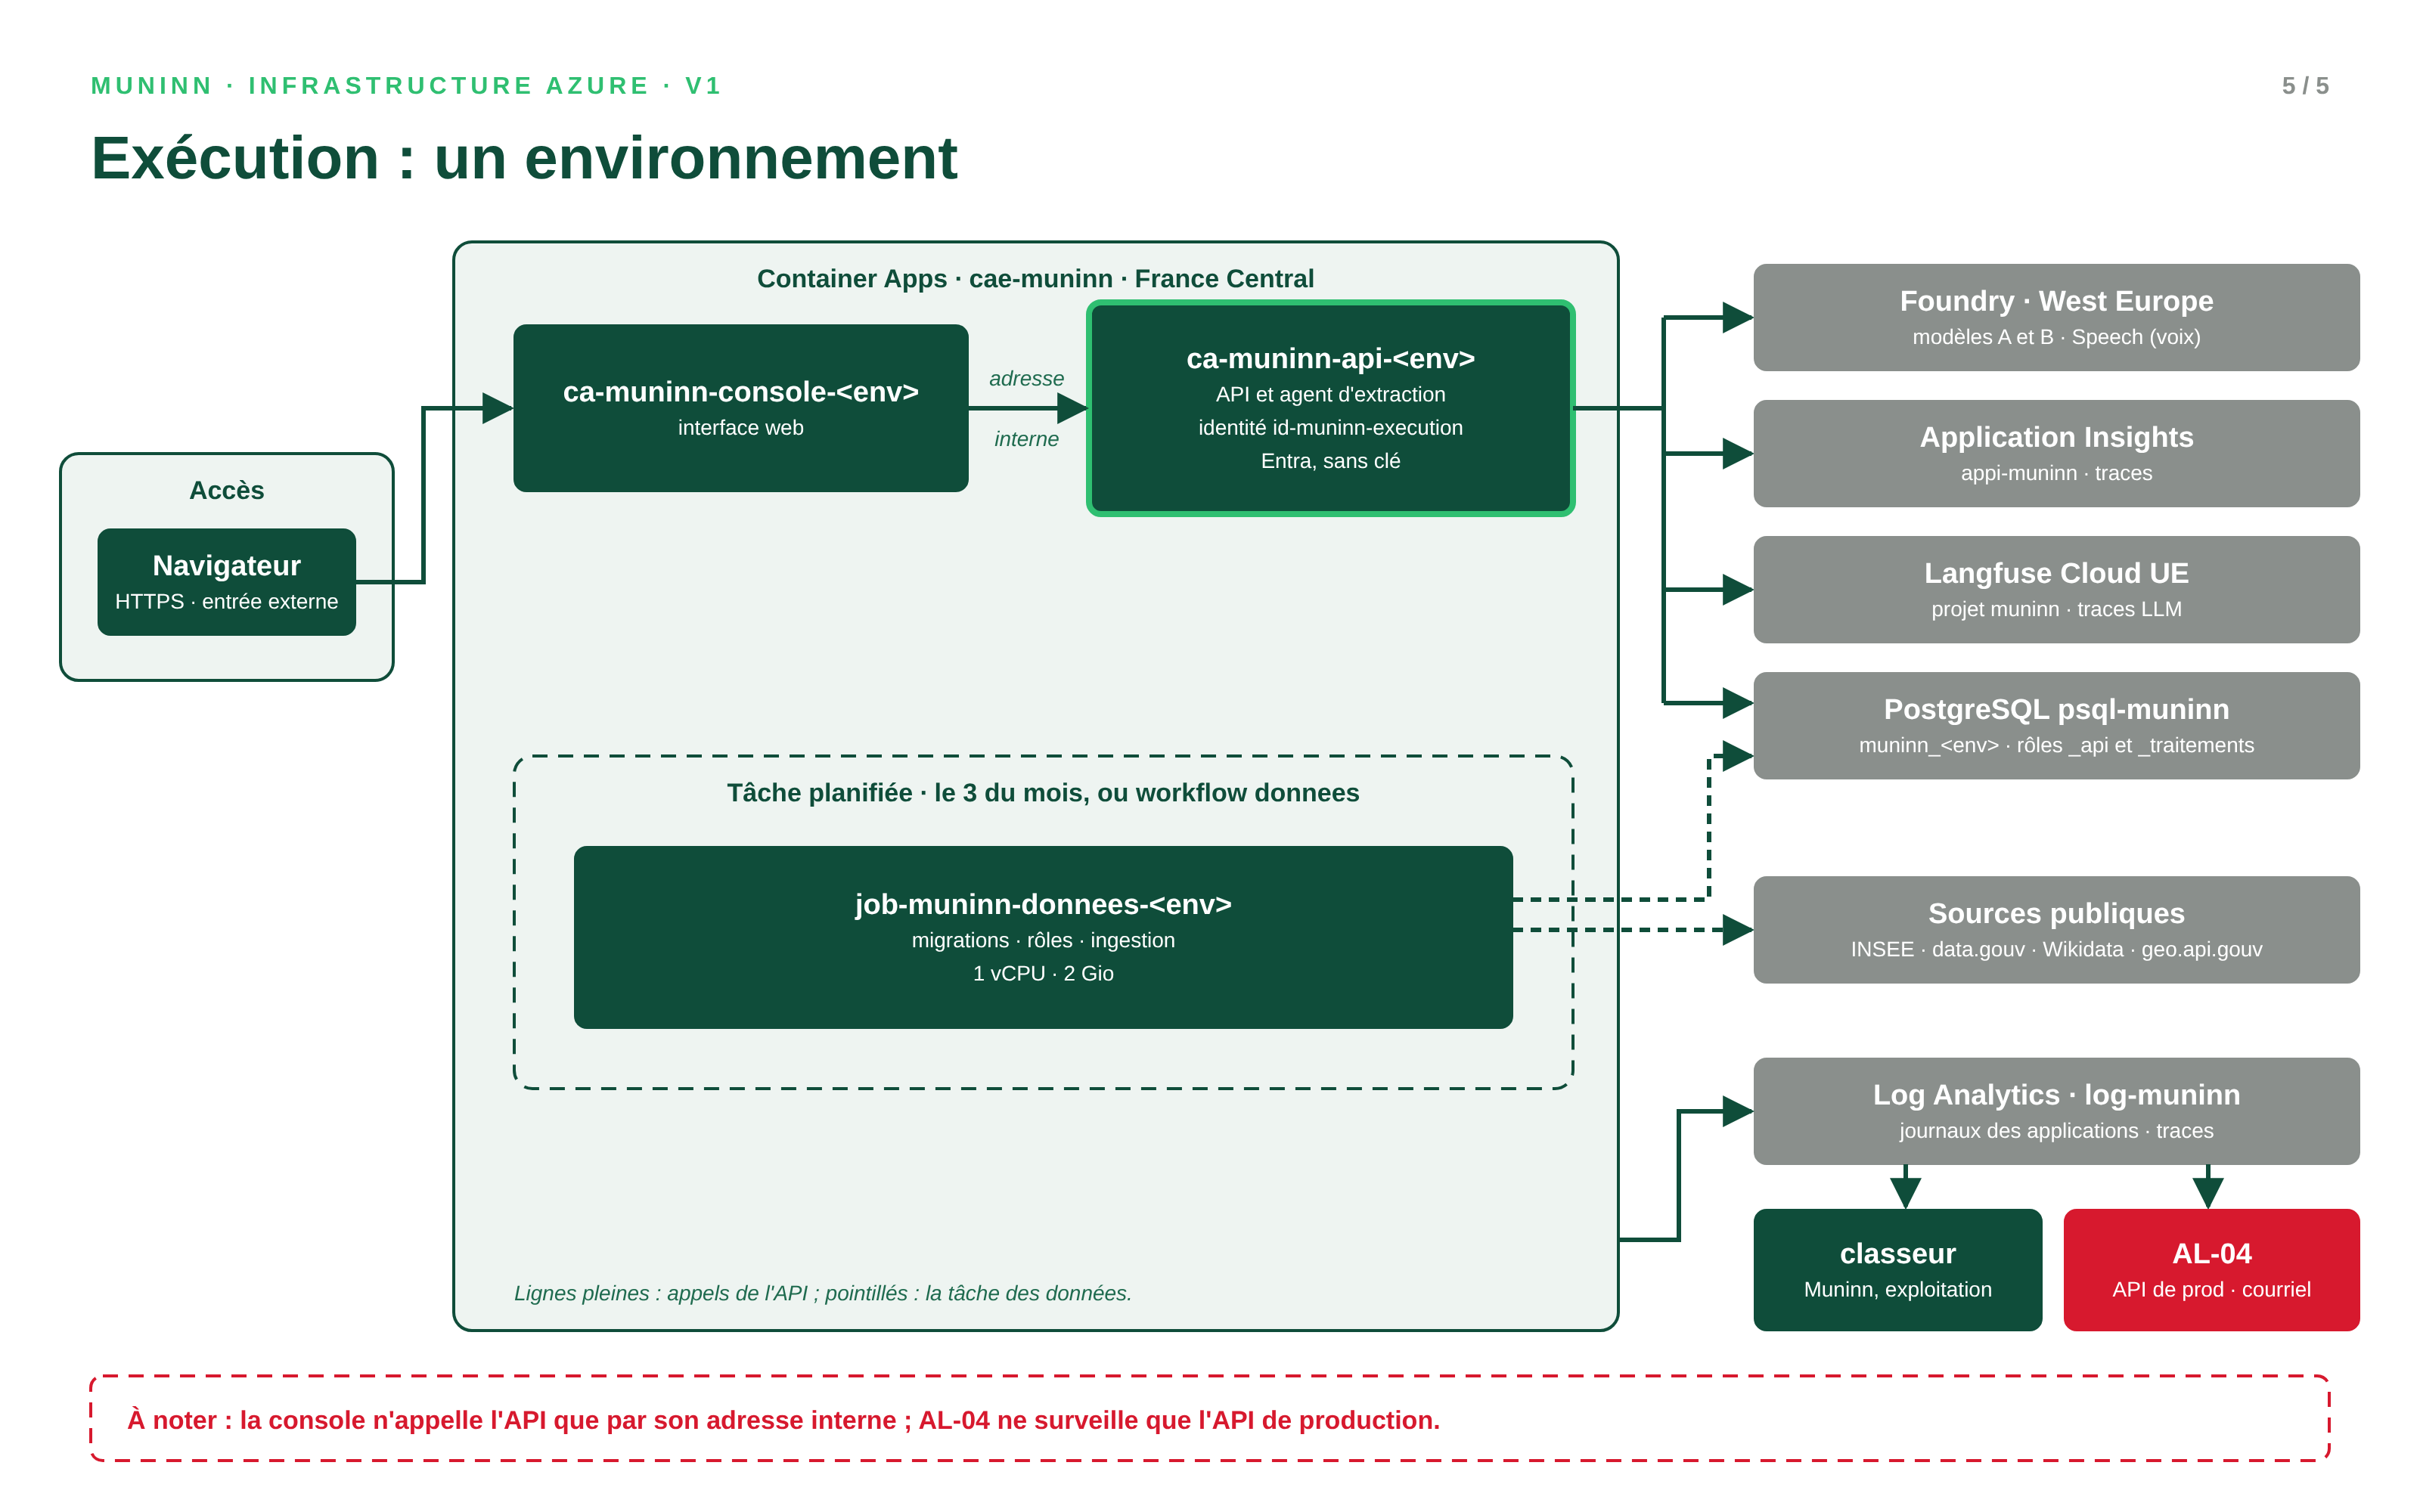 MUNINN · INFRASTRUCTURE AZURE · V1
5 / 5
Exécution : un environnement
Container Apps · cae-muninn · France Central
Accès
Navigateur
HTTPS · entrée externe
ca-muninn-console-<env>
interface web
adresse
interne
ca-muninn-api-<env>
API et agent d'extraction
identité id-muninn-execution
Entra, sans clé
Foundry · West Europe
modèles A et B · Speech (voix)
Application Insights
appi-muninn · traces
Langfuse Cloud UE
projet muninn · traces LLM
PostgreSQL psql-muninn
muninn_<env> · rôles _api et _traitements
Tâche planifiée · le 3 du mois, ou workflow donnees
job-muninn-donnees-<env>
migrations · rôles · ingestion
1 vCPU · 2 Gio
Sources publiques
INSEE · data.gouv · Wikidata · geo.api.gouv
Log Analytics · log-muninn
journaux des applications · traces
classeur
Muninn, exploitation
AL-04
API de prod · courriel
Lignes pleines : appels de l'API ; pointillés : la tâche des données.
À noter : la console n'appelle l'API que par son adresse interne ; AL-04 ne surveille que l'API de production.